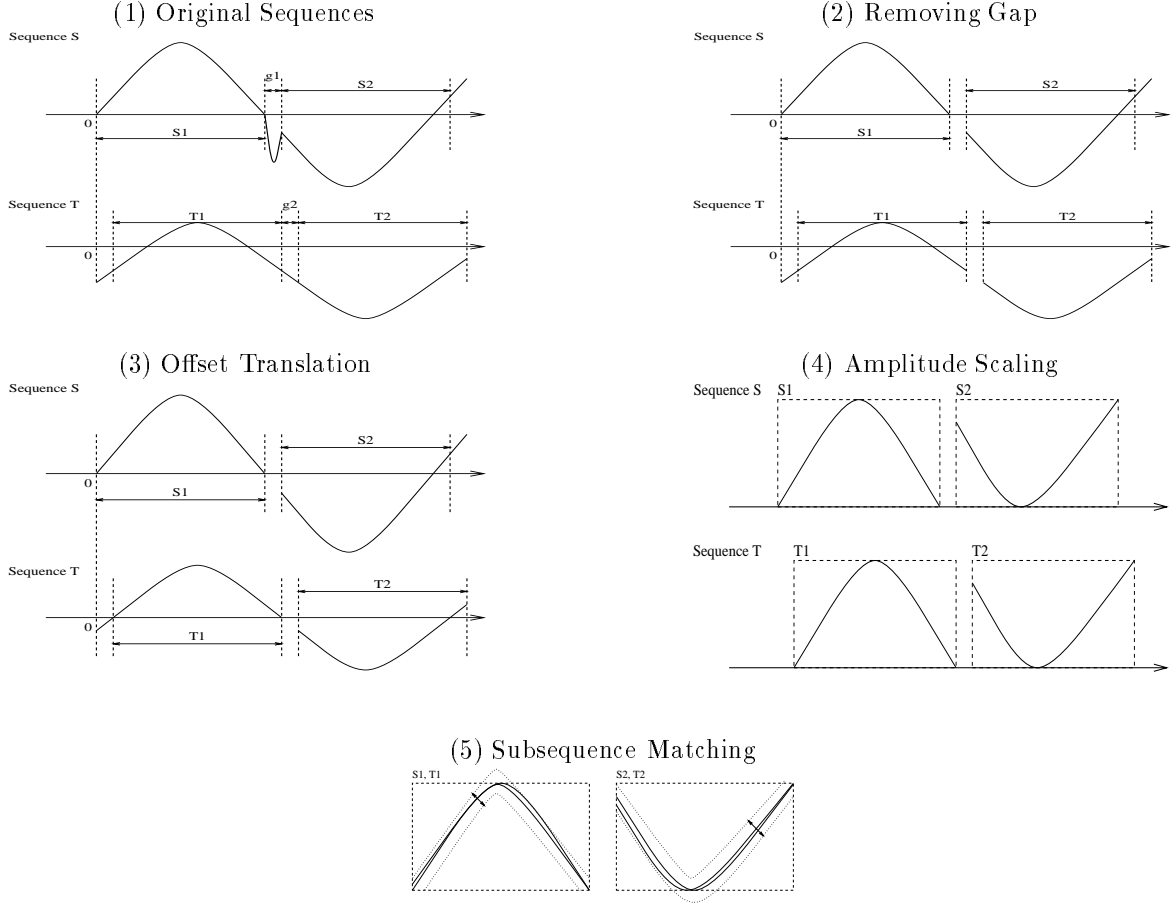 (1) Original Sequences
Sequence S
g1
S2
0
S1
Sequence T
T1
g2
T2
0
(2) Removing Gap
Sequence S
S2
0
S1
Sequence T
T1
T2
0
(3) Offset Translation
Sequence S
S2
0
S1
Sequence T
T2
0
T1
(4) Amplitude Scaling
Sequence S
S1
S2
Sequence T
T1
T2
(5) Subsequence Matching
S1, T1
S2, T2